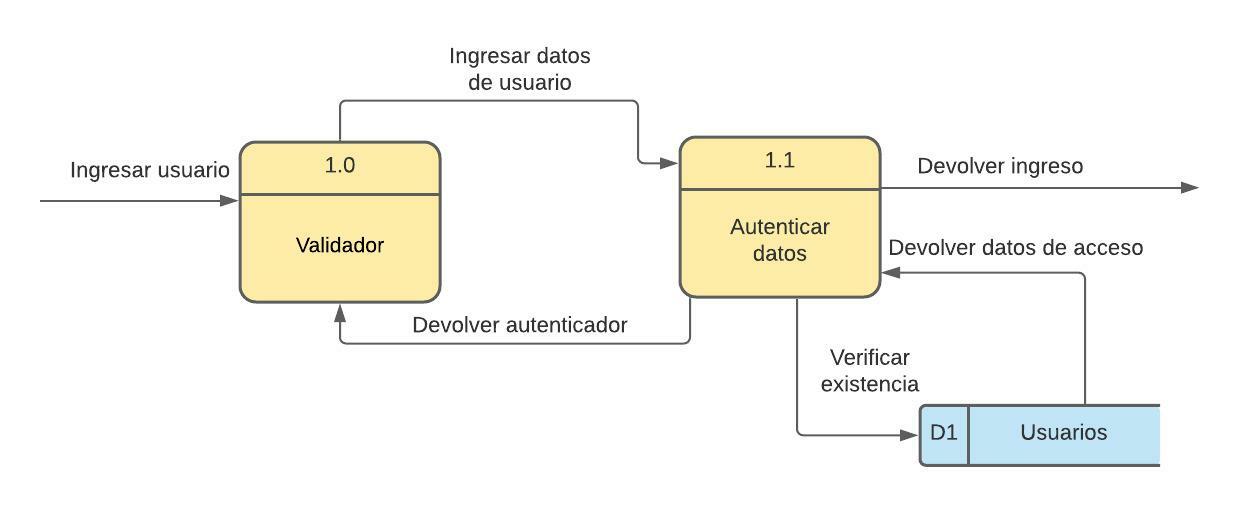 Ingresar datos
de usuario
Ingresar usuario
1.0
Validador
1.1
Autenticar
datos
Devolver ingreso
Devolver datos de acceso
Devolver autenticador
Verificar
existencia
D1
Usuarios